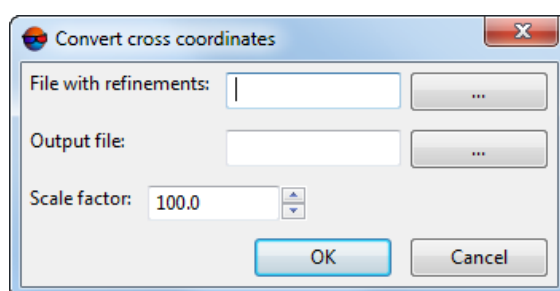 Convert cross coordinates
File with refinements: ...
Output file: ...
Scale factor: 100.0
OK Cancel